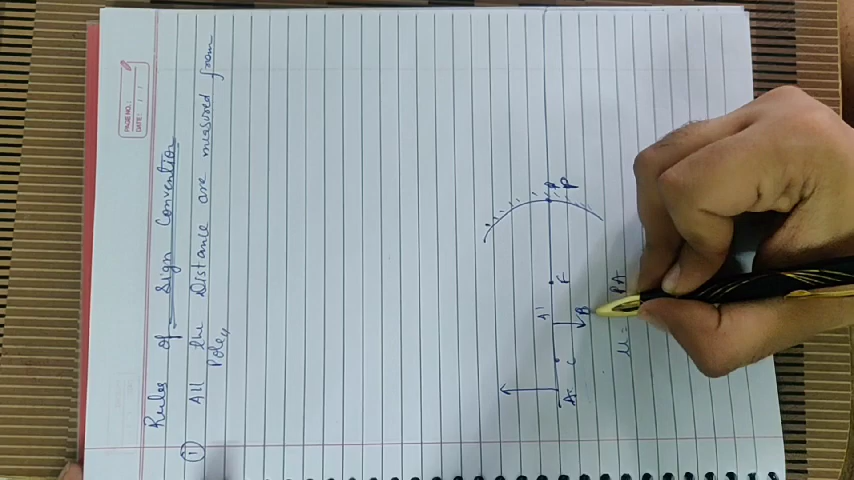 PAGE NO.:
DATE: / /
Rules of Sign Convention
① All the Distance are measured from
Pole,,
P
A' F
A C B
u = PA